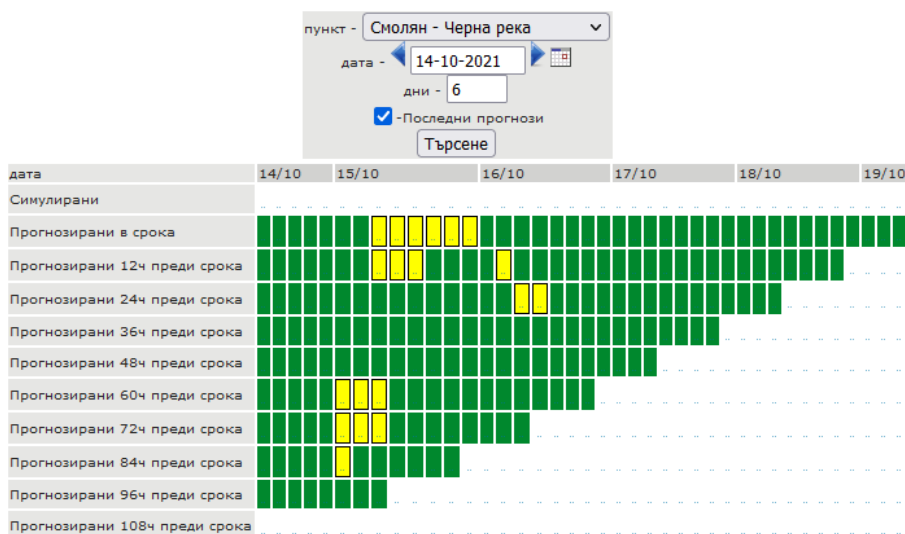 пункт - Смолян - Черна река
дата - 14-10-2021
дни - 6
-Последни прогнози
Търсене
дата 14/10 15/10 16/10 17/10 18/10 19/10
Симулирани
Прогнозирани в срока
Прогнозирани 12ч преди срока
Прогнозирани 24ч преди срока
Прогнозирани 36ч преди срока
Прогнозирани 48ч преди срока
Прогнозирани 60ч преди срока
Прогнозирани 72ч преди срока
Прогнозирани 84ч преди срока
Прогнозирани 96ч преди срока
Прогнозирани 108ч преди срока